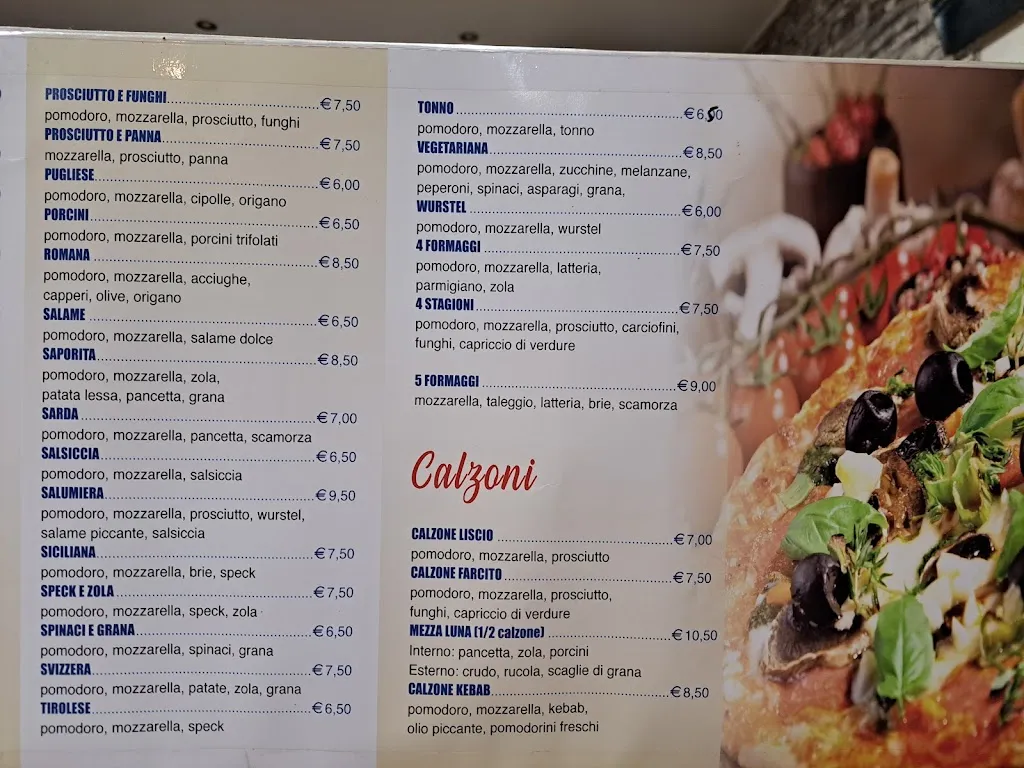 PROSCIUTTO E FUNGHI..............................€ 7,50
pomodoro, mozzarella, prosciutto, funghi
PROSCIUTTO E PANNA..............................€ 7,50
mozzarella, prosciutto, panna
PUGLIESE..............................€ 6,00
pomodoro, mozzarella, cipolle, origano
PORCINI..............................€ 6,50
pomodoro, mozzarella, porcini trifolati
ROMANA..............................€ 8,50
pomodoro, mozzarella, acciughe,
capperi, olive, origano
SALAME..............................€ 6,50
pomodoro, mozzarella, salame dolce
SAPORITA..............................€ 8,50
pomodoro, mozzarella, zola,
patata lessa, pancetta, grana
SARDA..............................€ 7,00
pomodoro, mozzarella, pancetta, scamorza
SALSICCIA..............................€ 6,50
pomodoro, mozzarella, salsiccia
SALUMIERA..............................€ 9,50
pomodoro, mozzarella, prosciutto, wurstel,
salame piccante, salsiccia
SICILIANA..............................€ 7,50
pomodoro, mozzarella, brie, speck
SPECK E ZOLA..............................€ 7,50
pomodoro, mozzarella, speck, zola
SPINACI E GRANA..............................€ 6,50
pomodoro, mozzarella, spinaci, grana
SVIZZERA..............................€ 7,50
pomodoro, mozzarella, patate, zola, grana
TIROLESE..............................€ 6,50
pomodoro, mozzarella, speck
TONNO..............................€ 6,50
pomodoro, mozzarella, tonno
VEGETARIANA..............................€ 8,50
pomodoro, mozzarella, zucchine, melanzane,
peperoni, spinaci, asparagi, grana,
WURSTEL..............................€ 6,00
pomodoro, mozzarella, wurstel
4 FORMAGGI..............................€ 7,50
pomodoro, mozzarella, latteria,
parmigiano, zola
4 STAGIONI..............................€ 7,50
pomodoro, mozzarella, prosciutto, carciofini,
funghi, capriccio di verdure
5 FORMAGGI..............................€ 9,00
mozzarella, taleggio, latteria, brie, scamorza
Calzoni
CALZONE LISCIO..............................€ 7,00
pomodoro, mozzarella, prosciutto
CALZONE FARCITO..............................€ 7,50
pomodoro, mozzarella, prosciutto,
funghi, capriccio di verdure
MEZZA LUNA (1/2 calzone)..............................€ 10,50
Interno: pancetta, zola, porcini
Esterno: crudo, rucola, scaglie di grana
CALZONE KEBAB..............................€ 8,50
pomodoro, mozzarella, kebab,
olio piccante, pomodorini freschi